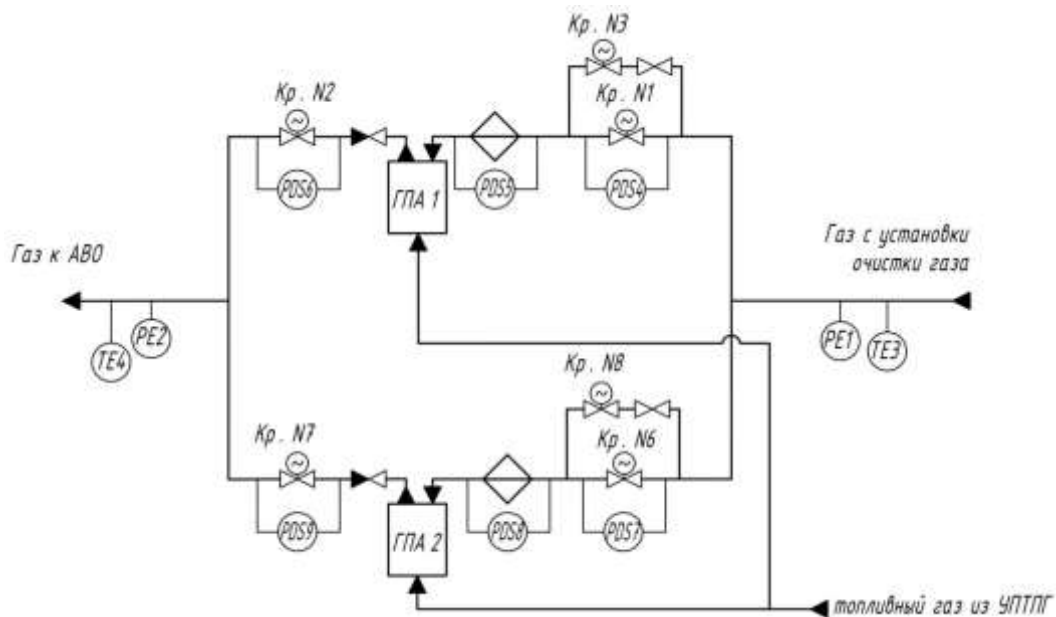 Кр. N3
Кр. N2
Кр. N1
PDS6
PDS5
PDS4
ГПА 1
Газ к АВО
Газ с установки
очистки газа
TE4
PE2
PE1
TE3
Кр. N8
Кр. N7
Кр. N6
PDS9
PDS8
PDS7
ГПА 2
топливный газ из УПТПГ